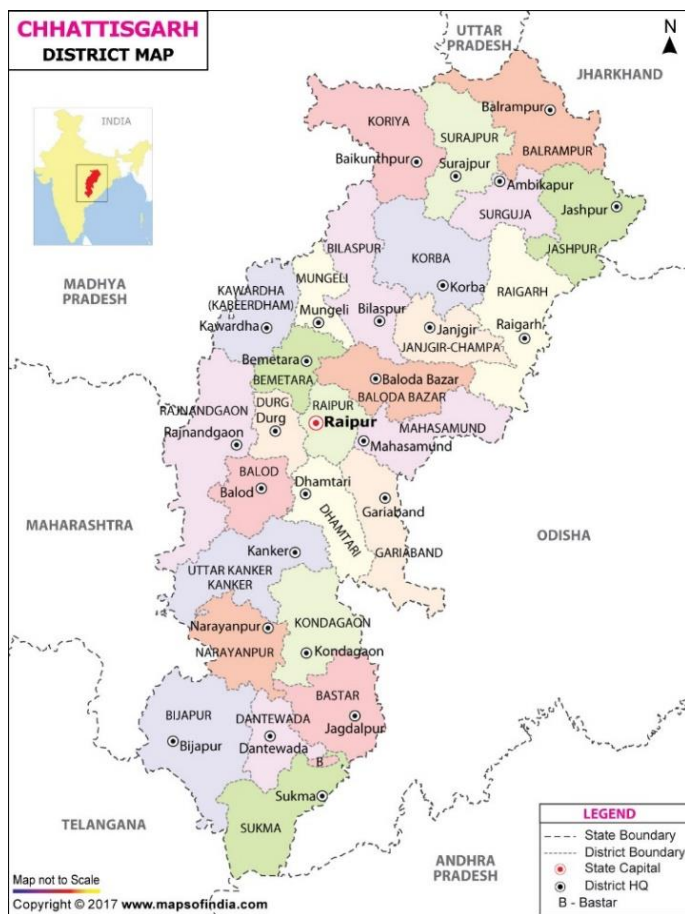 CHHATTISGARH
DISTRICT MAP
UTTAR
PRADESH
N
JHARKHAND
INDIA
KORIYA
Baikunthpur
SURAJPUR
Surajpur
Balrampur
BALRAMPUR
Ambikapur
SURGUJA
Jashpur
JASHPUR
MADHYA
PRADESH
BILASPUR
Bilaspur
KORBA
Korba
RAIGARH
Raigarh
MUNGELI
Mungeli
KAWARDHA
(KABEERDHAM)
Kawardha
Janjgir
JANJGIR-CHAMPA
Bemetara
BEMETARA
Baloda Bazar
BALODA BAZAR
RAJNANDGAON
Rajnandgaon
DURG
Durg
RAIPUR
Raipur
MAHASAMUND
Mahasamund
BALOD
Balod
Dhamtari
DHAMTARI
Gariaband
GARIABAND
MAHARASHTRA
ODISHA
Kanker
UTTAR KANKER
KANKER
Narayanpur
NARAYANPUR
KONDAGAON
Kondagaon
BASTAR
Jagdalpur
BIJAPUR
Bijapur
DANTEWADA
Dantewada
B
Sukma
SUKMA
TELANGANA
ANDHRA
PRADESH
LEGEND
State Boundary
District Boundary
State Capital
District HQ
B - Bastar
Map not to Scale
Copyright © 2017 www.mapsofindia.com